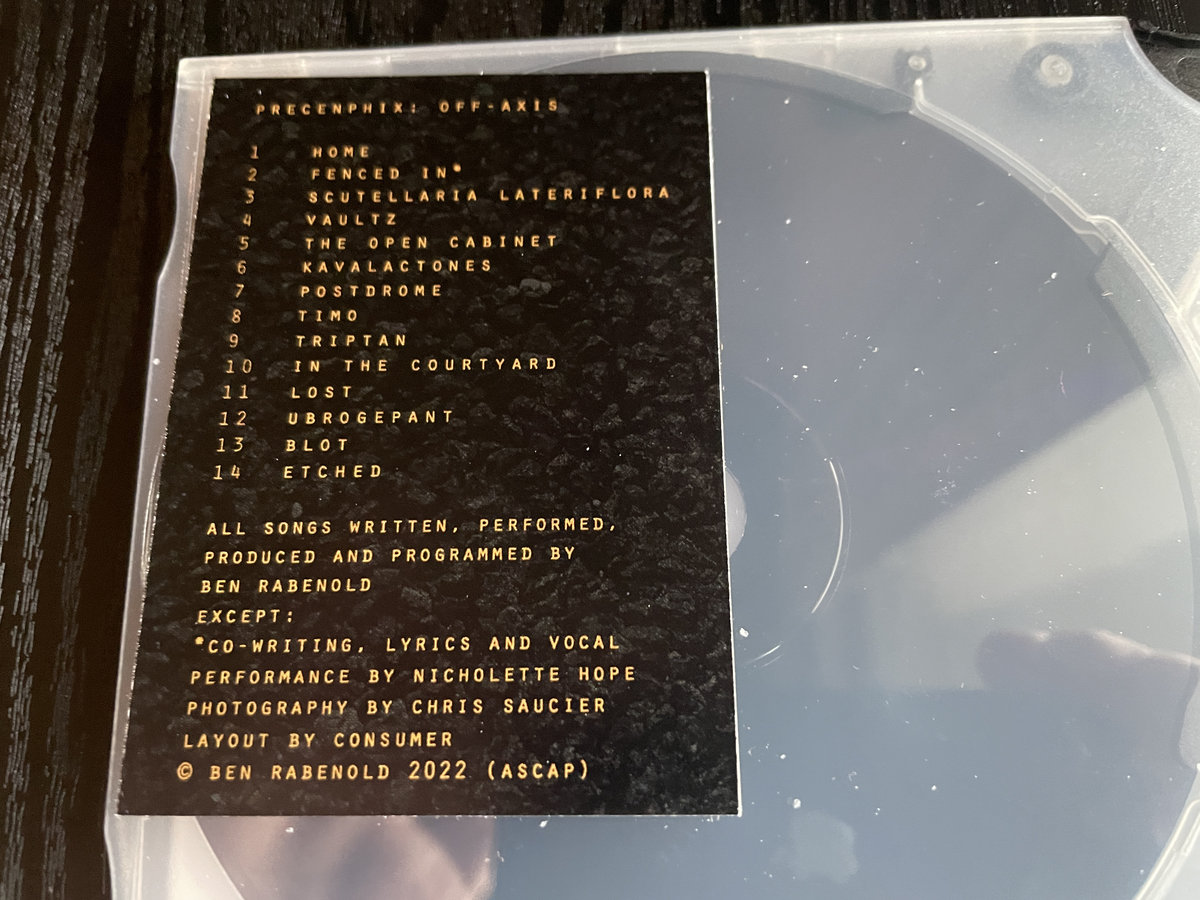 PRECENPHIX: OFF-AXIS
1 HOME
2 FENCED IN*
3 SCUTELLARIA LATERIFLORA
4 VAULTZ
5 THE OPEN CABINET
6 KAVALACTONES
7 POSTDROME
8 TIMO
9 TRIPTAN
10 IN THE COURTYARD
11 LOST
12 UBROGEPANT
13 BLOT
14 ETCHED
ALL SONGS WRITTEN, PERFORMED,
PRODUCED AND PROGRAMMED BY
BEN RABENOLD
EXCEPT:
*CO-WRITING, LYRICS AND VOCAL
PERFORMANCE BY NICHOLETTE HOPE
PHOTOGRAPHY BY CHRIS SAUCIER
LAYOUT BY CONSUMER
© BEN RABENOLD 2022 (ASCAP)